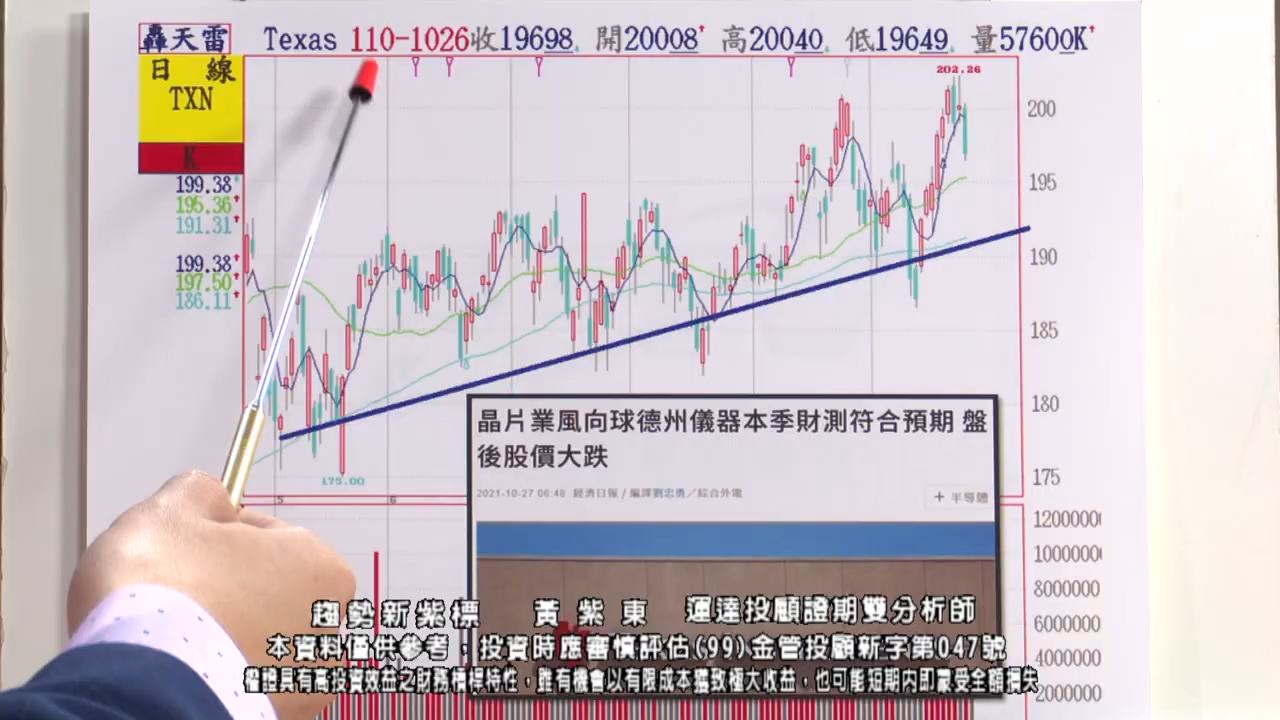 轟天雷 Texas 110-1026收19698 開20008 高20040 低19649 量57600K
日 線
TXN
K
202.26
200
195
190
185
180
175
199.38
195.36
191.31
199.38
197.50
186.11
175.00
5
6
晶片業風向球德州儀器本季財測符合預期 盤
後股價大跌
2021-10-27 06:48 經濟日報 / 編譯劉忠勇／綜合外電
+ 半導體
12000000
10000000
8000000
6000000
4000000
2000000
趨勢新紫標 黃紫東 運達投顧證期雙分析師
本資料僅供參考，投資時應審慎評估(99)金管投顧新字第047號
權證具有高投資效益之財務槓桿特性，雖有機會以有限成本獲致極大收益，也可能短期內即蒙受全額損失